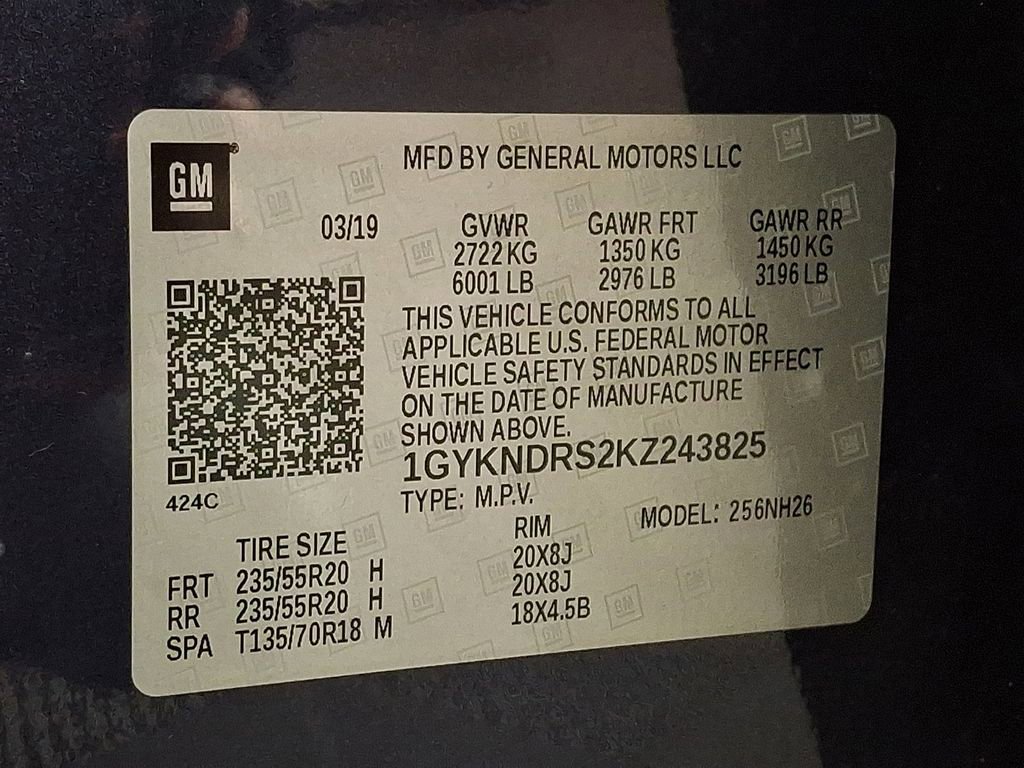 GM
MFD BY GENERAL MOTORS LLC
03/19 GVWR GAWR FRT GAWR RR
2722 KG 1350 KG 1450 KG
6001 LB 2976 LB 3196 LB
THIS VEHICLE CONFORMS TO ALL
APPLICABLE U.S. FEDERAL MOTOR
VEHICLE SAFETY STANDARDS IN EFFECT
ON THE DATE OF MANUFACTURE
SHOWN ABOVE.
1GYKNDRS2KZ243825
424C
TYPE: M.P.V. MODEL: 256NH26
TIRE SIZE RIM
FRT 235/55R20 H 20X8J
RR 235/55R20 H 20X8J
SPA T135/70R18 M 18X4.5B